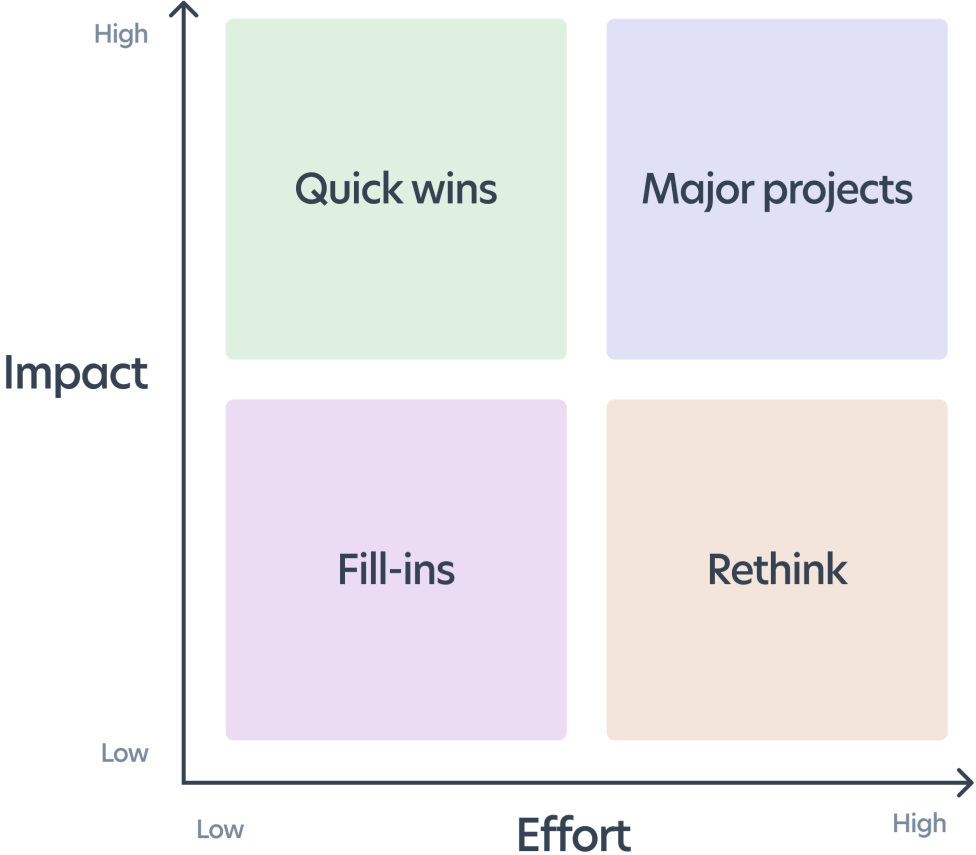 High
Quick wins
Major projects
Impact
Fill-ins
Rethink
Low
Low
Effort
High